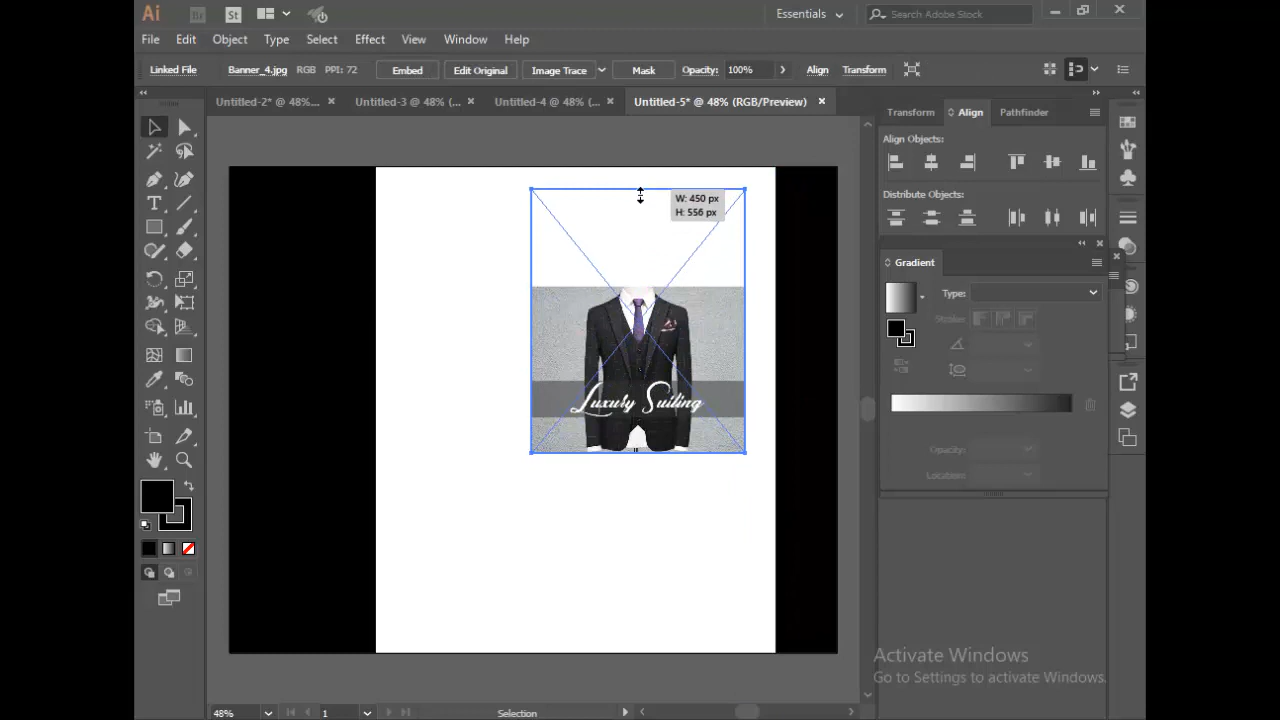 Ai Br St Essentials Search Adobe Stock
File Edit Object Type Select Effect View Window Help
Linked File Banner_4.jpg RGB PPI: 72 Embed Edit Original Image Trace Mask Opacity: 100% Align Transform
Untitled-2* @ 48%... Untitled-3 @ 48% (... Untitled-4 @ 48% (... Untitled-5* @ 48% (RGB/Preview)
Transform Align Pathfinder
Align Objects:
Distribute Objects:
W: 450 px
H: 556 px
Gradient
Type:
Stroke:
Luxury Suiting
Opacity:
Location:
Activate Windows
Go to Settings to activate Windows.
48% 1 Selection